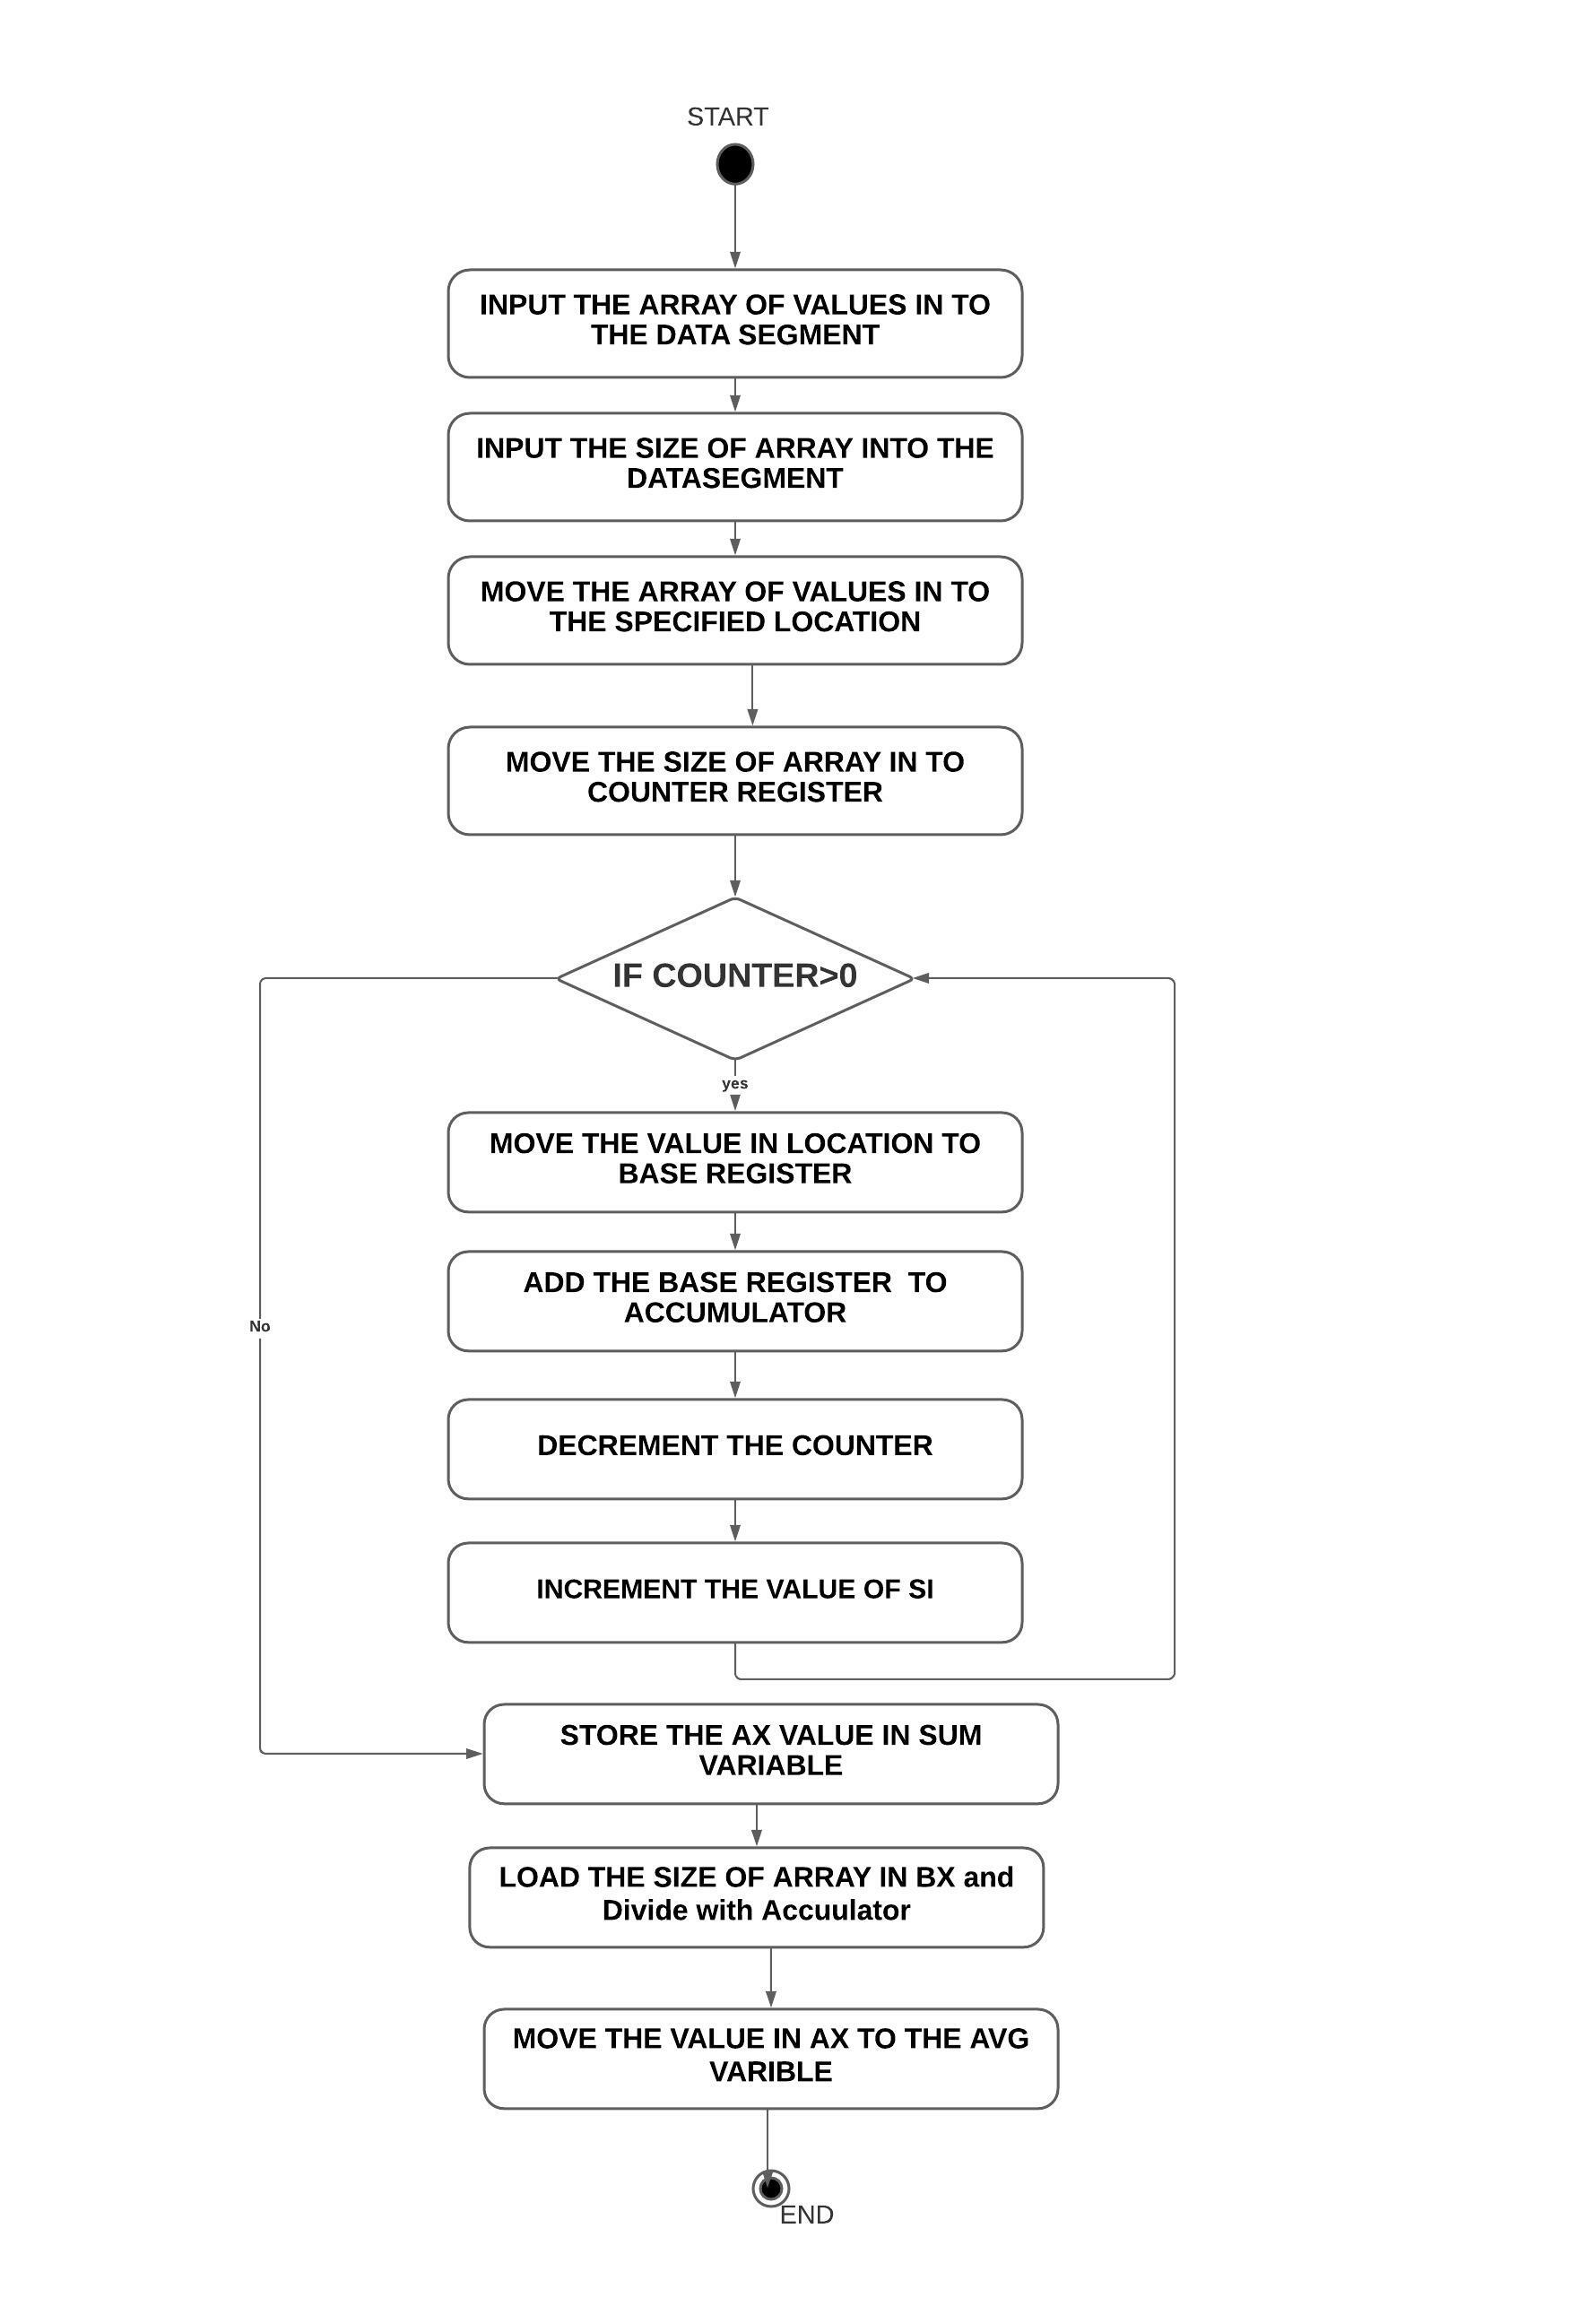 START
INPUT THE ARRAY OF VALUES IN TO
THE DATA SEGMENT
INPUT THE SIZE OF ARRAY INTO THE
DATASEGMENT
MOVE THE ARRAY OF VALUES IN TO
THE SPECIFIED LOCATION
MOVE THE SIZE OF ARRAY IN TO
COUNTER REGISTER
IF COUNTER>0
yes
MOVE THE VALUE IN LOCATION TO
BASE REGISTER
ADD THE BASE REGISTER  TO
ACCUMULATOR
No
DECREMENT THE COUNTER
INCREMENT THE VALUE OF SI
STORE THE AX VALUE IN SUM
VARIABLE
LOAD THE SIZE OF ARRAY IN BX and
Divide with Accuulator
MOVE THE VALUE IN AX TO THE AVG
VARIBLE
END